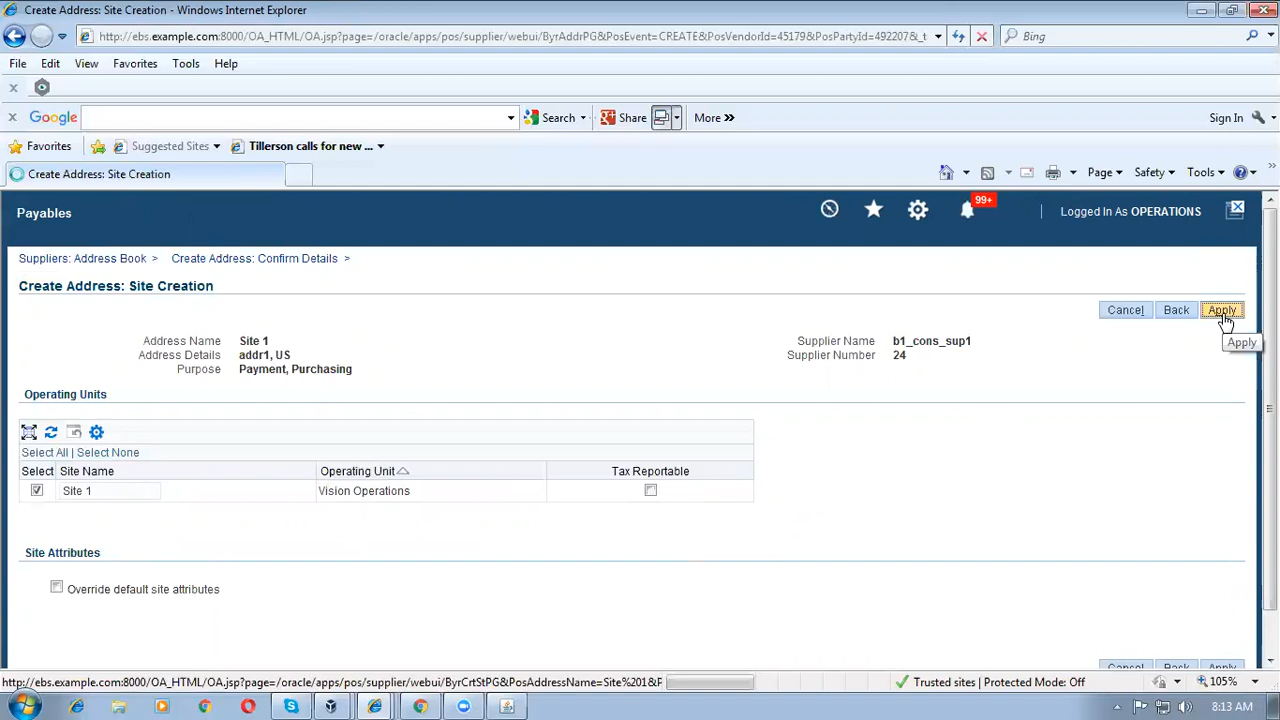 Create Address: Site Creation - Windows Internet Explorer
http://ebs.example.com:8000/OA_HTML/OA.jsp?page=/oracle/apps/pos/supplier/webui/ByrAddrPG&PosEvent=CREATE&PosVendorId=45179&PosPartyId=492207&_t
Bing
File Edit View Favorites Tools Help
Google Search Share More » Sign In
Favorites Suggested Sites Tillerson calls for new ...
Create Address: Site Creation Page Safety Tools
Payables 99+ Logged In As OPERATIONS
Suppliers: Address Book > Create Address: Confirm Details >
Create Address: Site Creation
Cancel Back Apply
Apply
Address Name Site 1 Supplier Name b1_cons_sup1
Address Details addr1, US Supplier Number 24
Purpose Payment, Purchasing
Operating Units
Select All | Select None
Select Site Name Operating Unit Tax Reportable
Site 1 Vision Operations
Site Attributes
Override default site attributes
Cancel Back Apply
http://ebs.example.com:8000/OA_HTML/OA.jsp?page=/oracle/apps/pos/supplier/webui/ByrCrtStPG&PosAddressName=Site%201&F Trusted sites | Protected Mode: Off 105%
8:13 AM